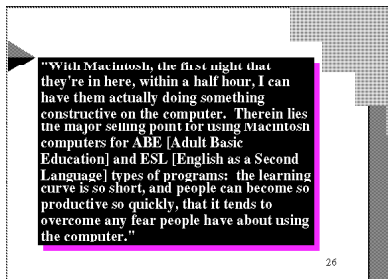 "With Macintosh, the first night that
they're in here, within a half hour, I can
have them actually doing something
constructive on the computer.  Therein lies
the major selling point for using Macintosh
computers for ABE [Adult Basic
Education] and ESL [English as a Second
Language] types of programs:  the learning
curve is so short, and people can become so
productive so quickly, that it tends to
overcome any fear people have about using
the computer."
26